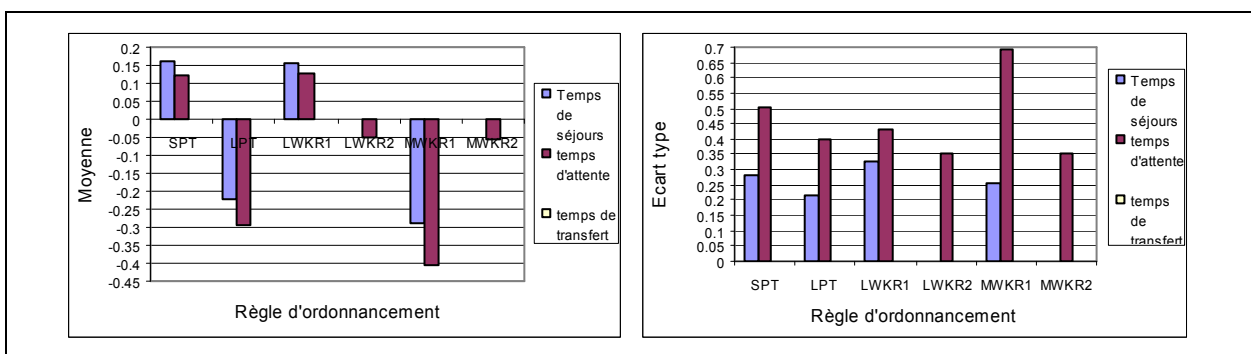 0.2
0.15
0.1
0.05
0
-0.05
-0.1
-0.15
-0.2
-0.25
-0.3
-0.35
-0.4
-0.45
Moyenne
SPT LPT LWKR1 LWKR2 MWKR1 MWKR2
Règle d'ordonnancement
Temps
de
séjours
temps
d'attente
temps de
transfert
0.7
0.65
0.6
0.55
0.5
0.45
0.4
0.35
0.3
0.25
0.2
0.15
0.1
0.05
0
Ecart type
SPT LPT LWKR1 LWKR2 MWKR1 MWKR2
Règle d'ordonnancement
Temps
de
séjours
temps
d'attente
temps
de
transfert